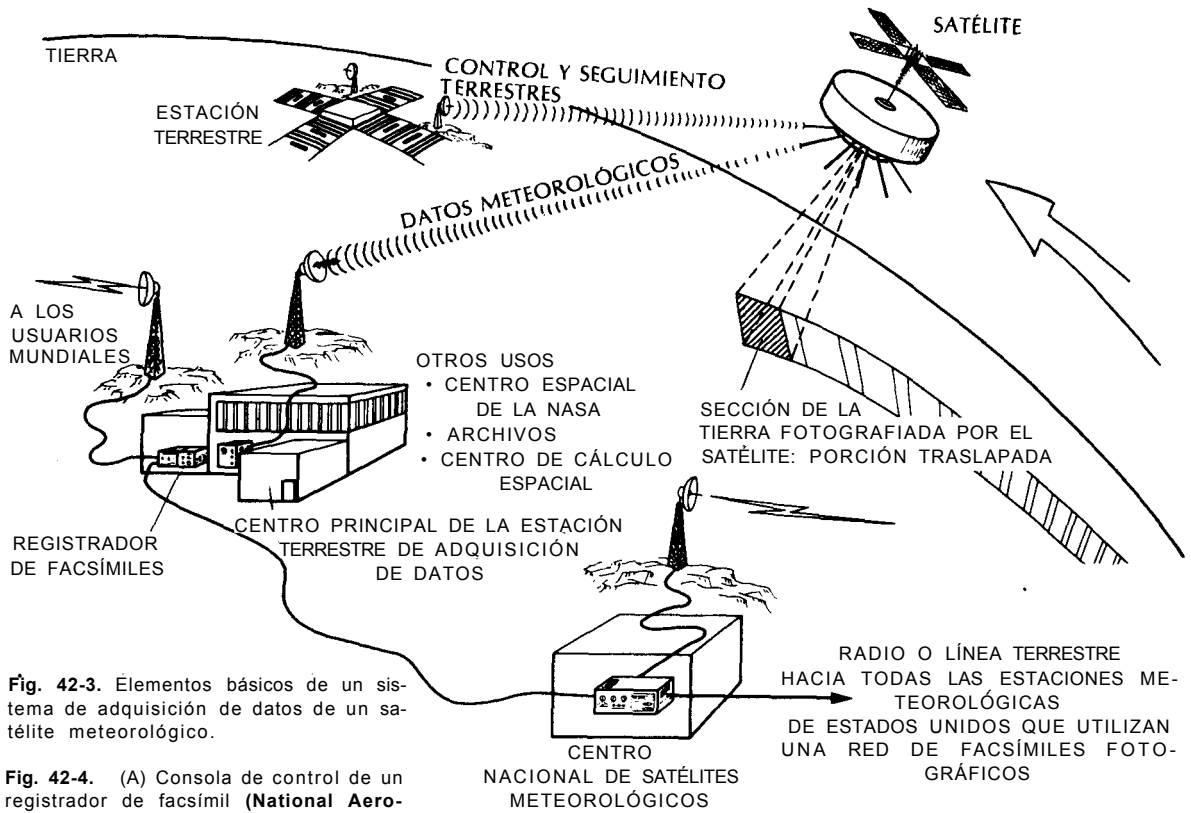 TIERRA
SATÉLITE
CONTROL Y SEGUIMIENTO
TERRESTRES
ESTACIÓN
TERRESTRE
DATOS METEOROLÓGICOS
A LOS
USUARIOS
MUNDIALES
OTROS USOS
• CENTRO ESPACIAL
DE LA NASA
• ARCHIVOS
• CENTRO DE CÁLCULO
ESPACIAL
SECCIÓN DE LA
TIERRA FOTOGRAFIADA POR EL
SATÉLITE: PORCIÓN TRASLAPADA
REGISTRADOR
DE FACSÍMILES
CENTRO PRINCIPAL DE LA ESTACIÓN
TERRESTRE DE ADQUISICIÓN
DE DATOS
RADIO O LÍNEA TERRESTRE
HACIA TODAS LAS ESTACIONES ME-
TEOROLÓGICAS
DE ESTADOS UNIDOS QUE UTILIZAN
UNA RED DE FACSÍMILES FOTO-
GRÁFICOS
CENTRO
NACIONAL DE SATÉLITES
METEOROLÓGICOS
Fig. 42-3. Elementos básicos de un sis-
tema de adquisición de datos de un sa-
télite meteorológico.
Fig. 42-4. (A) Consola de control de un
registrador de facsímil (National Aero-